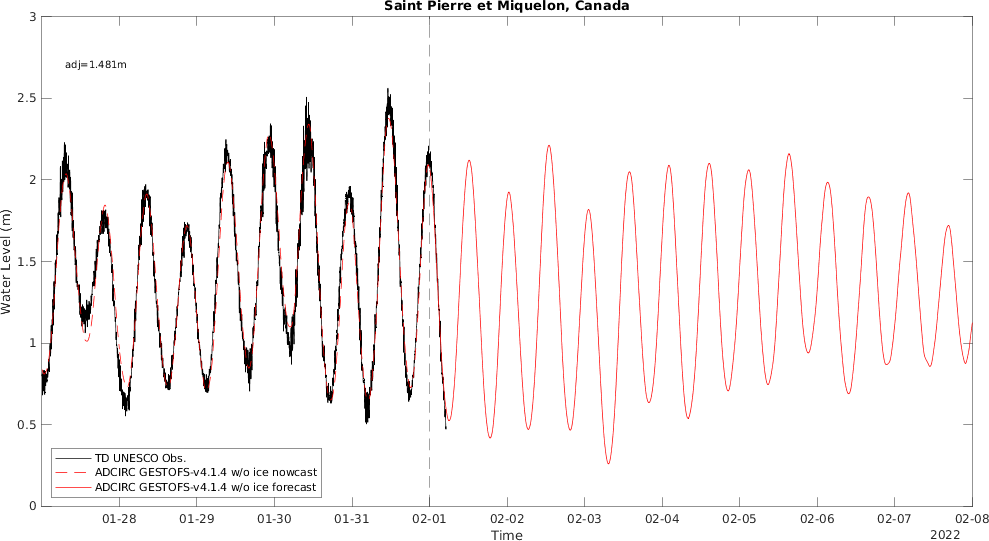 Saint Pierre et Miquelon, Canada
3
adj=1.481m
2.5
2
1.5
1
0.5
0
Water Level (m)
TD UNESCO Obs.
ADCIRC GESTOFS-v4.1.4 w/o ice nowcast
ADCIRC GESTOFS-v4.1.4 w/o ice forecast
01-28 01-29 01-30 01-31 02-01 02-02 02-03 02-04 02-05 02-06 02-07 02-08
Time
2022